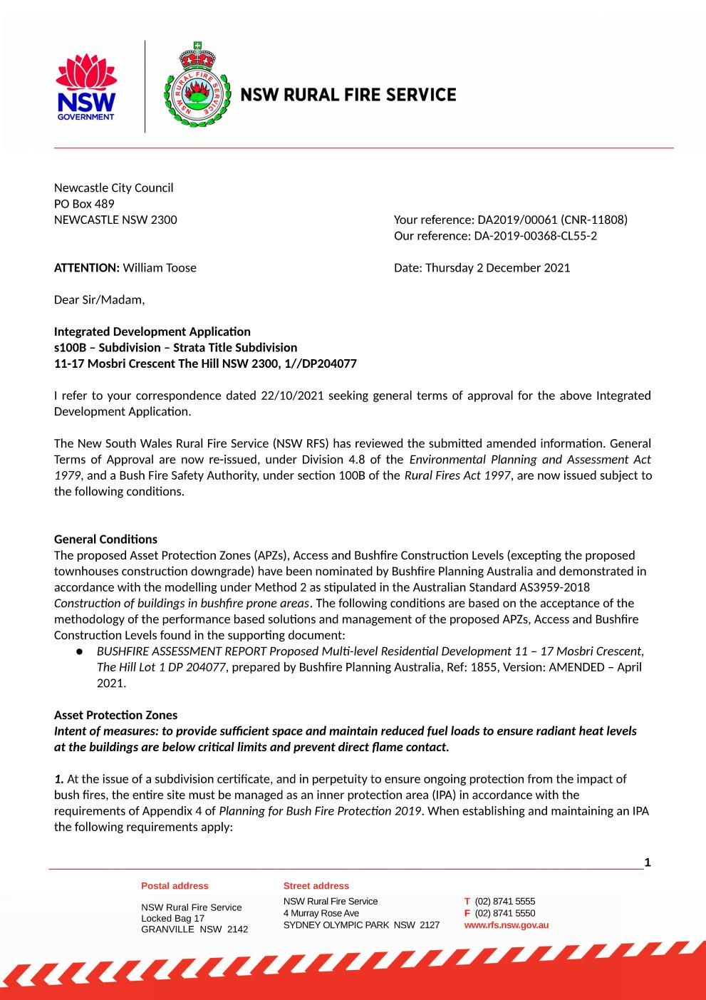 NSW
GOVERNMENT
NSW RURAL FIRE SERVICE
NSW RURAL FIRE SERVICE
Newcastle City Council
PO Box 489
NEWCASTLE NSW 2300
Your reference: DA2019/00061 (CNR-11808)
Our reference: DA-2019-00368-CL55-2
ATTENTION: William Toose
Date: Thursday 2 December 2021
Dear Sir/Madam,
Integrated Development Application
s100B – Subdivision – Strata Title Subdivision
11-17 Mosbri Crescent The Hill NSW 2300, 1//DP204077
I refer to your correspondence dated 22/10/2021 seeking general terms of approval for the above Integrated
Development Application.
The New South Wales Rural Fire Service (NSW RFS) has reviewed the submitted amended information. General
Terms of Approval are now re-issued, under Division 4.8 of the Environmental Planning and Assessment Act
1979, and a Bush Fire Safety Authority, under section 100B of the Rural Fires Act 1997, are now issued subject to
the following conditions.
General Conditions
The proposed Asset Protection Zones (APZs), Access and Bushfire Construction Levels (excepting the proposed
townhouses construction downgrade) have been nominated by Bushfire Planning Australia and demonstrated in
accordance with the modelling under Method 2 as stipulated in the Australian Standard AS3959-2018
Construction of buildings in bushfire prone areas. The following conditions are based on the acceptance of the
methodology of the performance based solutions and management of the proposed APZs, Access and Bushfire
Construction Levels found in the supporting document:
● BUSHFIRE ASSESSMENT REPORT Proposed Multi-level Residential Development 11 – 17 Mosbri Crescent,
The Hill Lot 1 DP 204077, prepared by Bushfire Planning Australia, Ref: 1855, Version: AMENDED – April
2021.
Asset Protection Zones
Intent of measures: to provide sufficient space and maintain reduced fuel loads to ensure radiant heat levels
at the buildings are below critical limits and prevent direct flame contact.
1. At the issue of a subdivision certificate, and in perpetuity to ensure ongoing protection from the impact of
bush fires, the entire site must be managed as an inner protection area (IPA) in accordance with the
requirements of Appendix 4 of Planning for Bush Fire Protection 2019. When establishing and maintaining an IPA
the following requirements apply:
1
Postal address
NSW Rural Fire Service
Locked Bag 17
GRANVILLE NSW 2142
Street address
NSW Rural Fire Service
4 Murray Rose Ave
SYDNEY OLYMPIC PARK NSW 2127
T (02) 8741 5555
F (02) 8741 5550
www.rfs.nsw.gov.au